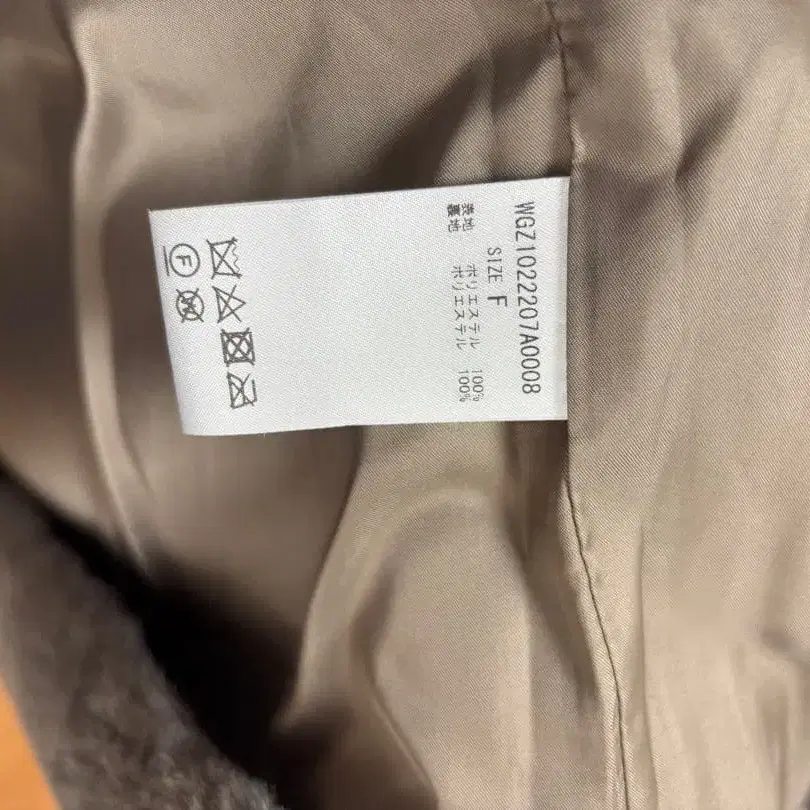 WGZ1022207A0008
SIZE F
表地 ポリエステル 100%
裏地 ポリエステル 100%
F
W